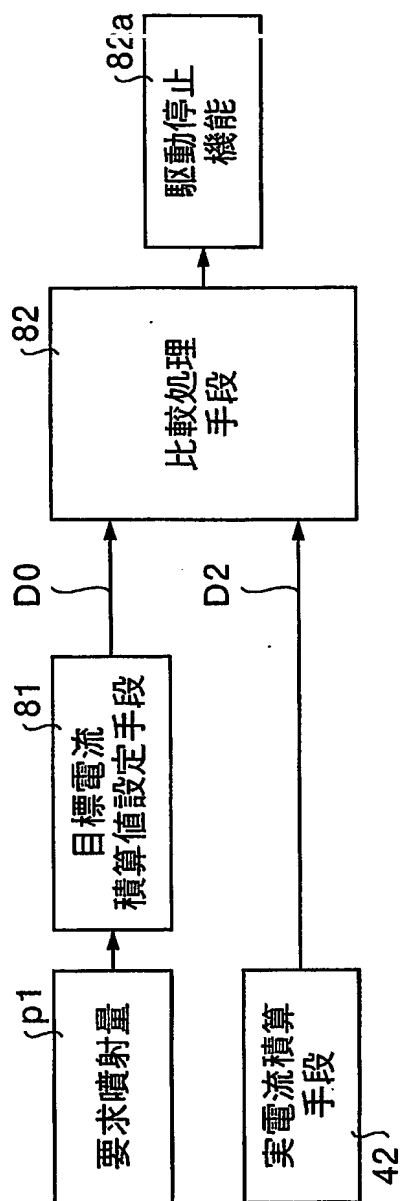 p1
要求噴射量
81
目標電流
積算値設定手段
D0
82
比較処理
手段
82a
駆動停止
機能
実電流積算
手段
42
D2